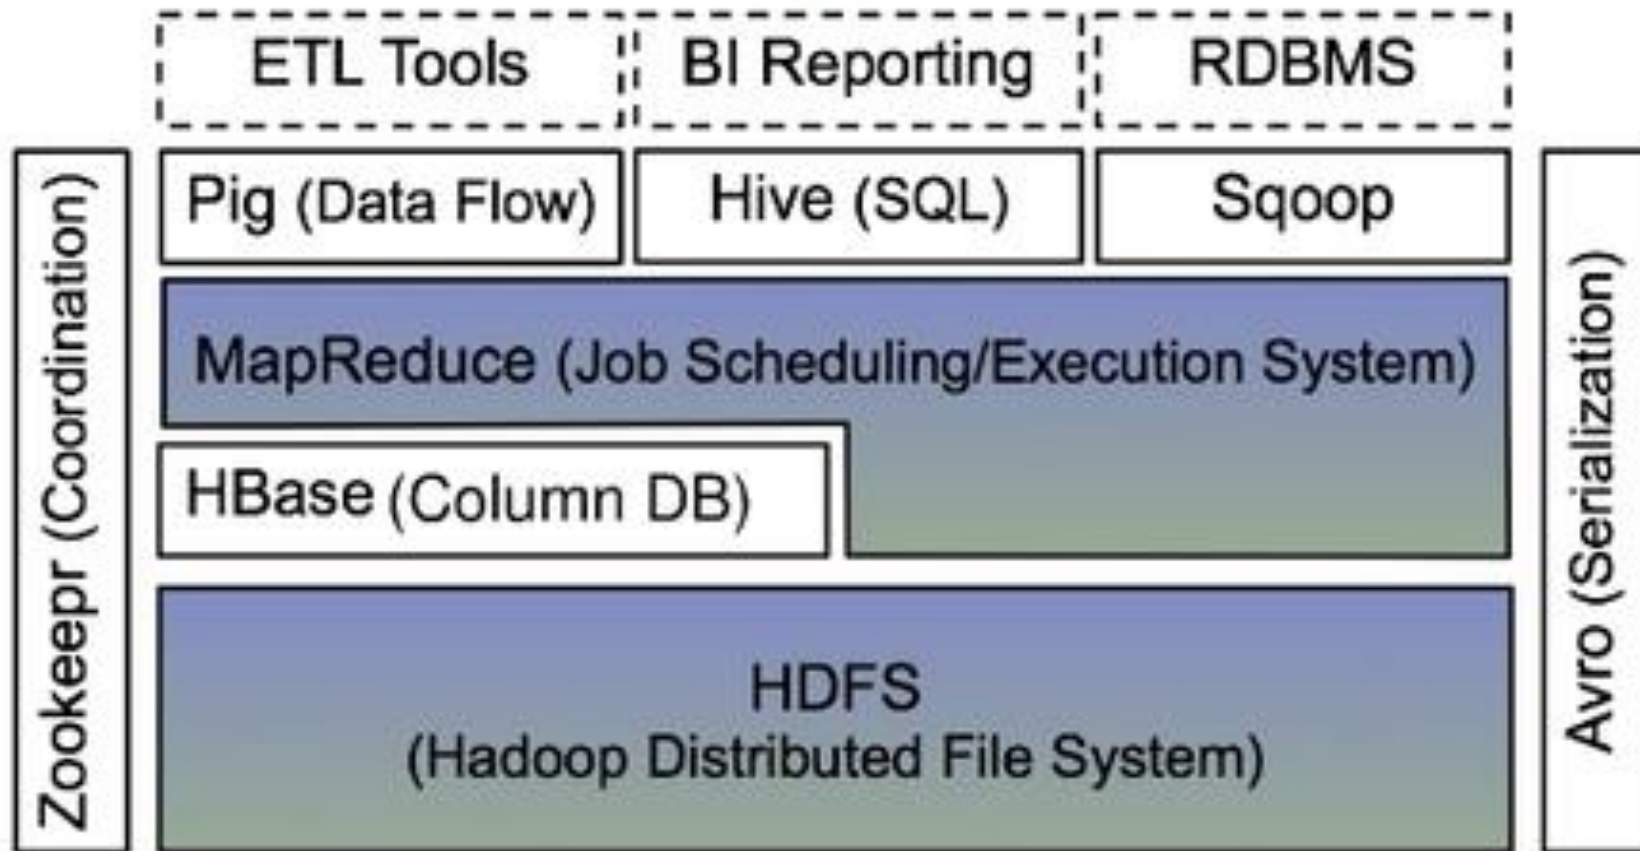 ETL Tools
BI Reporting
RDBMS
Zookeepr (Coordination)
Pig (Data Flow)
Hive (SQL)
Sqoop
Avro (Serialization)
MapReduce (Job Scheduling/Execution System)
HBase (Column DB)
HDFS
(Hadoop Distributed File System)